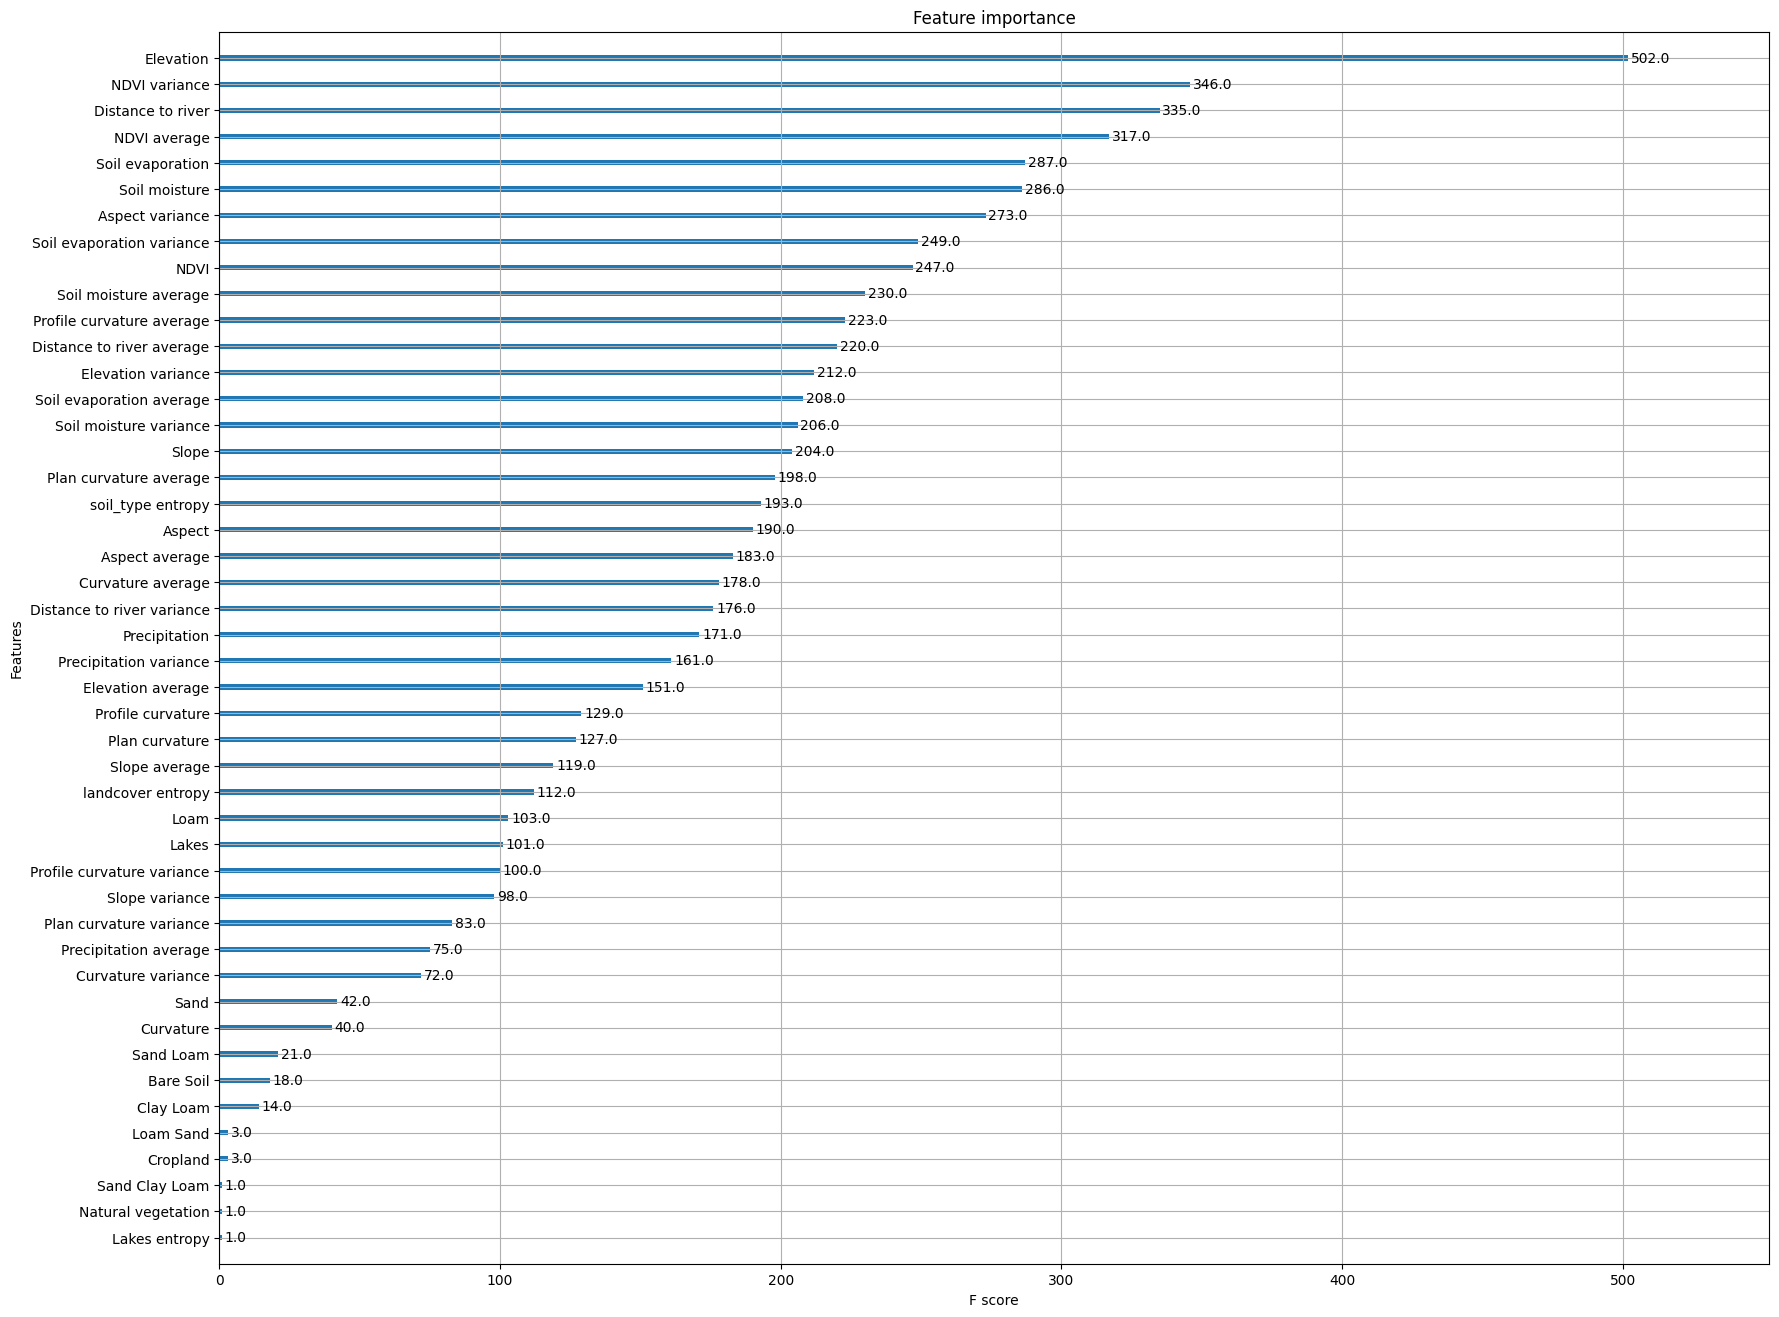 Feature importance
Features
Elevation 502.0
NDVI variance 346.0
Distance to river 335.0
NDVI average 317.0
Soil evaporation 287.0
Soil moisture 286.0
Aspect variance 273.0
Soil evaporation variance 249.0
NDVI 247.0
Soil moisture average 230.0
Profile curvature average 223.0
Distance to river average 220.0
Elevation variance 212.0
Soil evaporation average 208.0
Soil moisture variance 206.0
Slope 204.0
Plan curvature average 198.0
soil_type entropy 193.0
Aspect 190.0
Aspect average 183.0
Curvature average 178.0
Distance to river variance 176.0
Precipitation 171.0
Precipitation variance 161.0
Elevation average 151.0
Profile curvature 129.0
Plan curvature 127.0
Slope average 119.0
landcover entropy 112.0
Loam 103.0
Lakes 101.0
Profile curvature variance 100.0
Slope variance 98.0
Plan curvature variance 83.0
Precipitation average 75.0
Curvature variance 72.0
Sand 42.0
Curvature 40.0
Sand Loam 21.0
Bare Soil 18.0
Clay Loam 14.0
Loam Sand 3.0
Cropland 3.0
Sand Clay Loam 1.0
Natural vegetation 1.0
Lakes entropy 1.0
0 100 200 300 400 500
F score